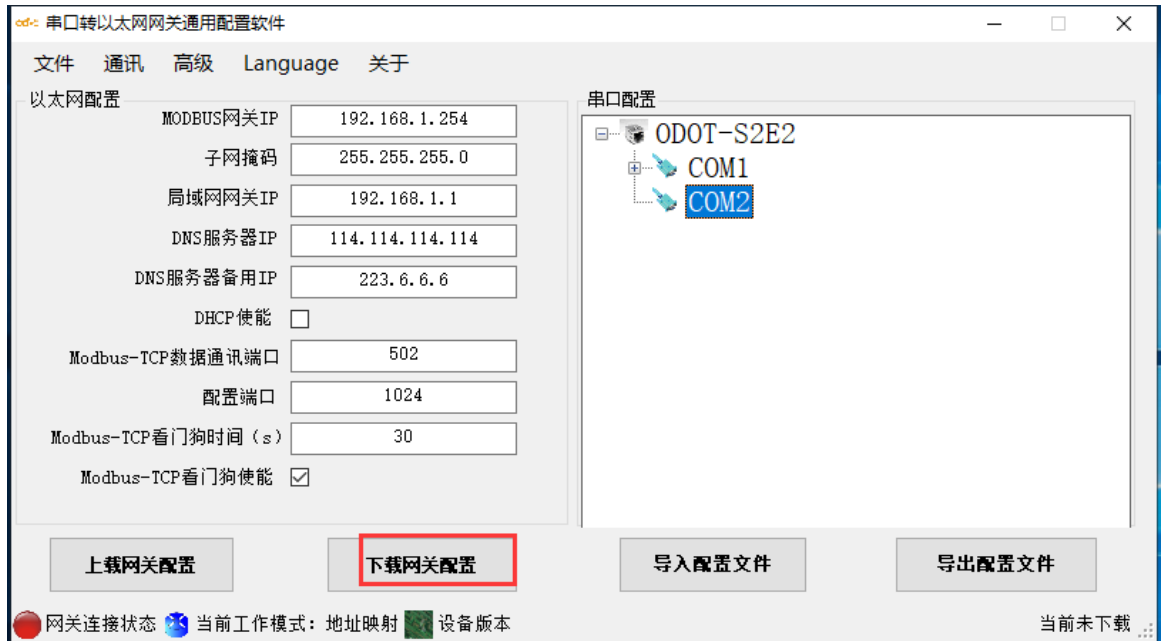 串口转以太网网关通用配置软件
文件 通讯 高级 Language 关于
以太网配置
MODBUS网关IP 192.168.1.254
子网掩码 255.255.255.0
局域网网关IP 192.168.1.1
DNS服务器IP 114.114.114.114
DNS服务器备用IP 223.6.6.6
DHCP使能
Modbus-TCP数据通讯端口 502
配置端口 1024
Modbus-TCP看门狗时间（s） 30
Modbus-TCP看门狗使能
串口配置
ODOT-S2E2
COM1
COM2
上载网关配置 下载网关配置 导入配置文件 导出配置文件
网关连接状态 当前工作模式：地址映射 设备版本 当前未下载